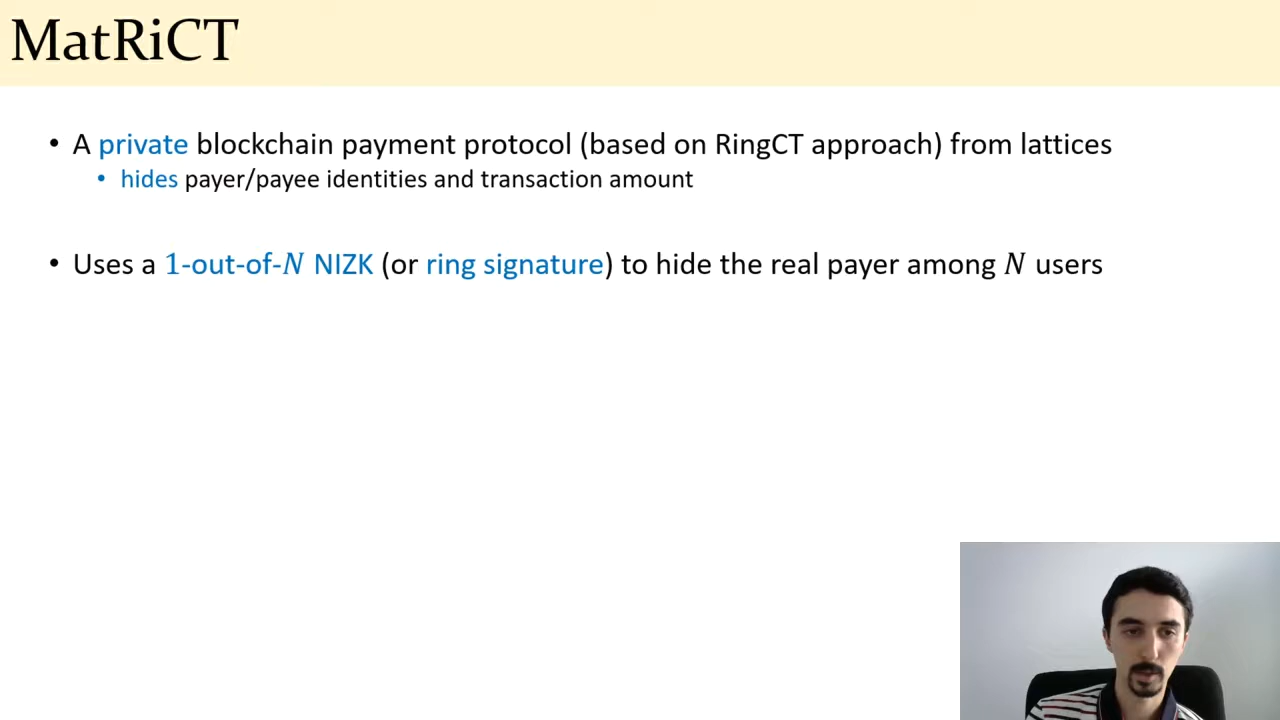 MatRiCT
• A private blockchain payment protocol (based on RingCT approach) from lattices
• hides payer/payee identities and transaction amount
• Uses a 1-out-of-N NIZK (or ring signature) to hide the real payer among N users